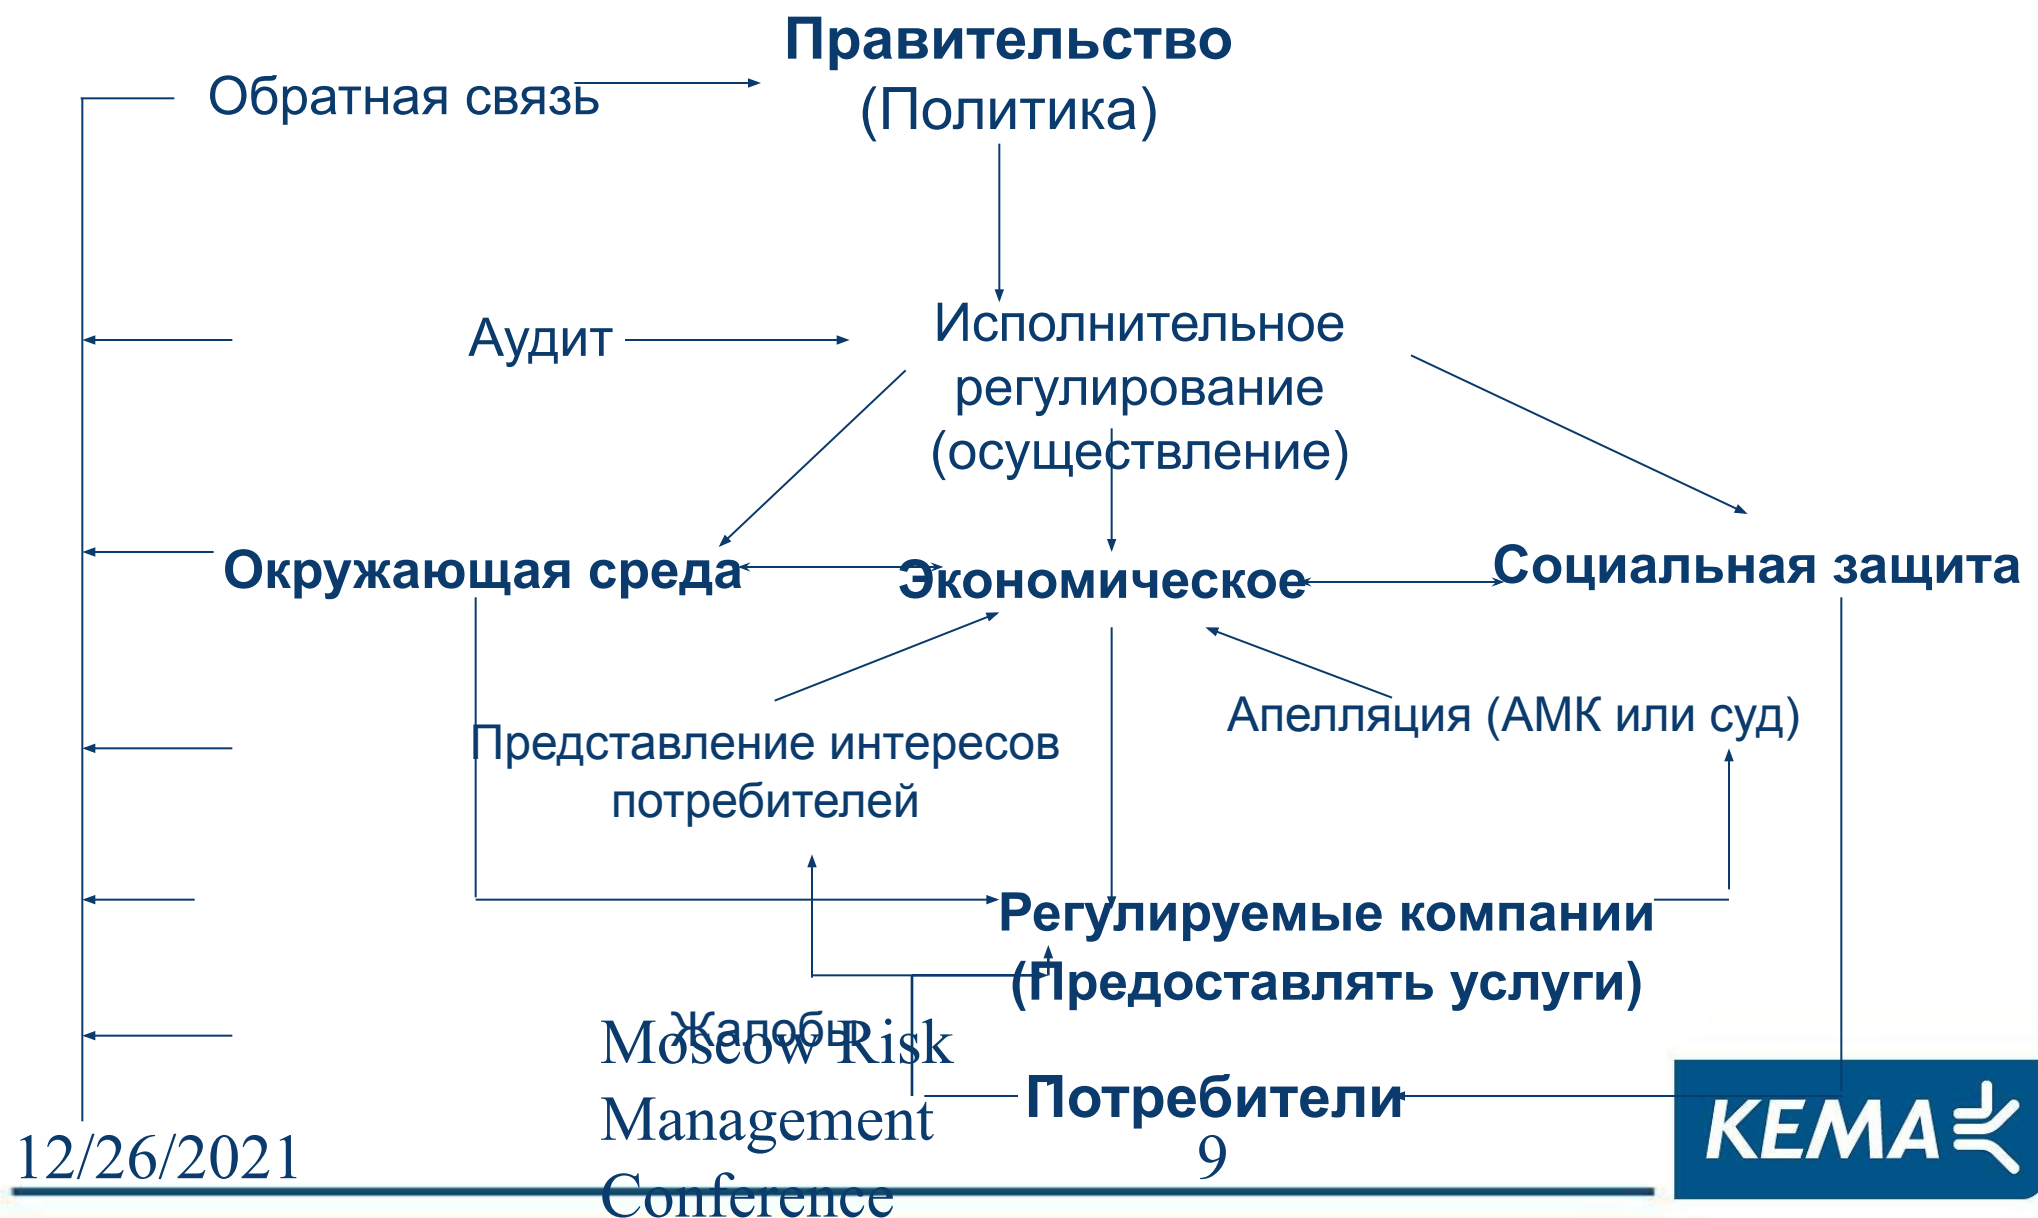 Правительство
(Политика)
Обратная связь
Аудит
Исполнительное
регулирование
(осуществление)
Окружающая среда
Экономическое
Социальная защита
Представление интересов
потребителей
Апелляция (АМК или суд)
Регулируемые компании
(Предоставлять услуги)
Жалобы
Потребители
12/26/2021
Moscow Risk
Management
Conference
9
KEMA